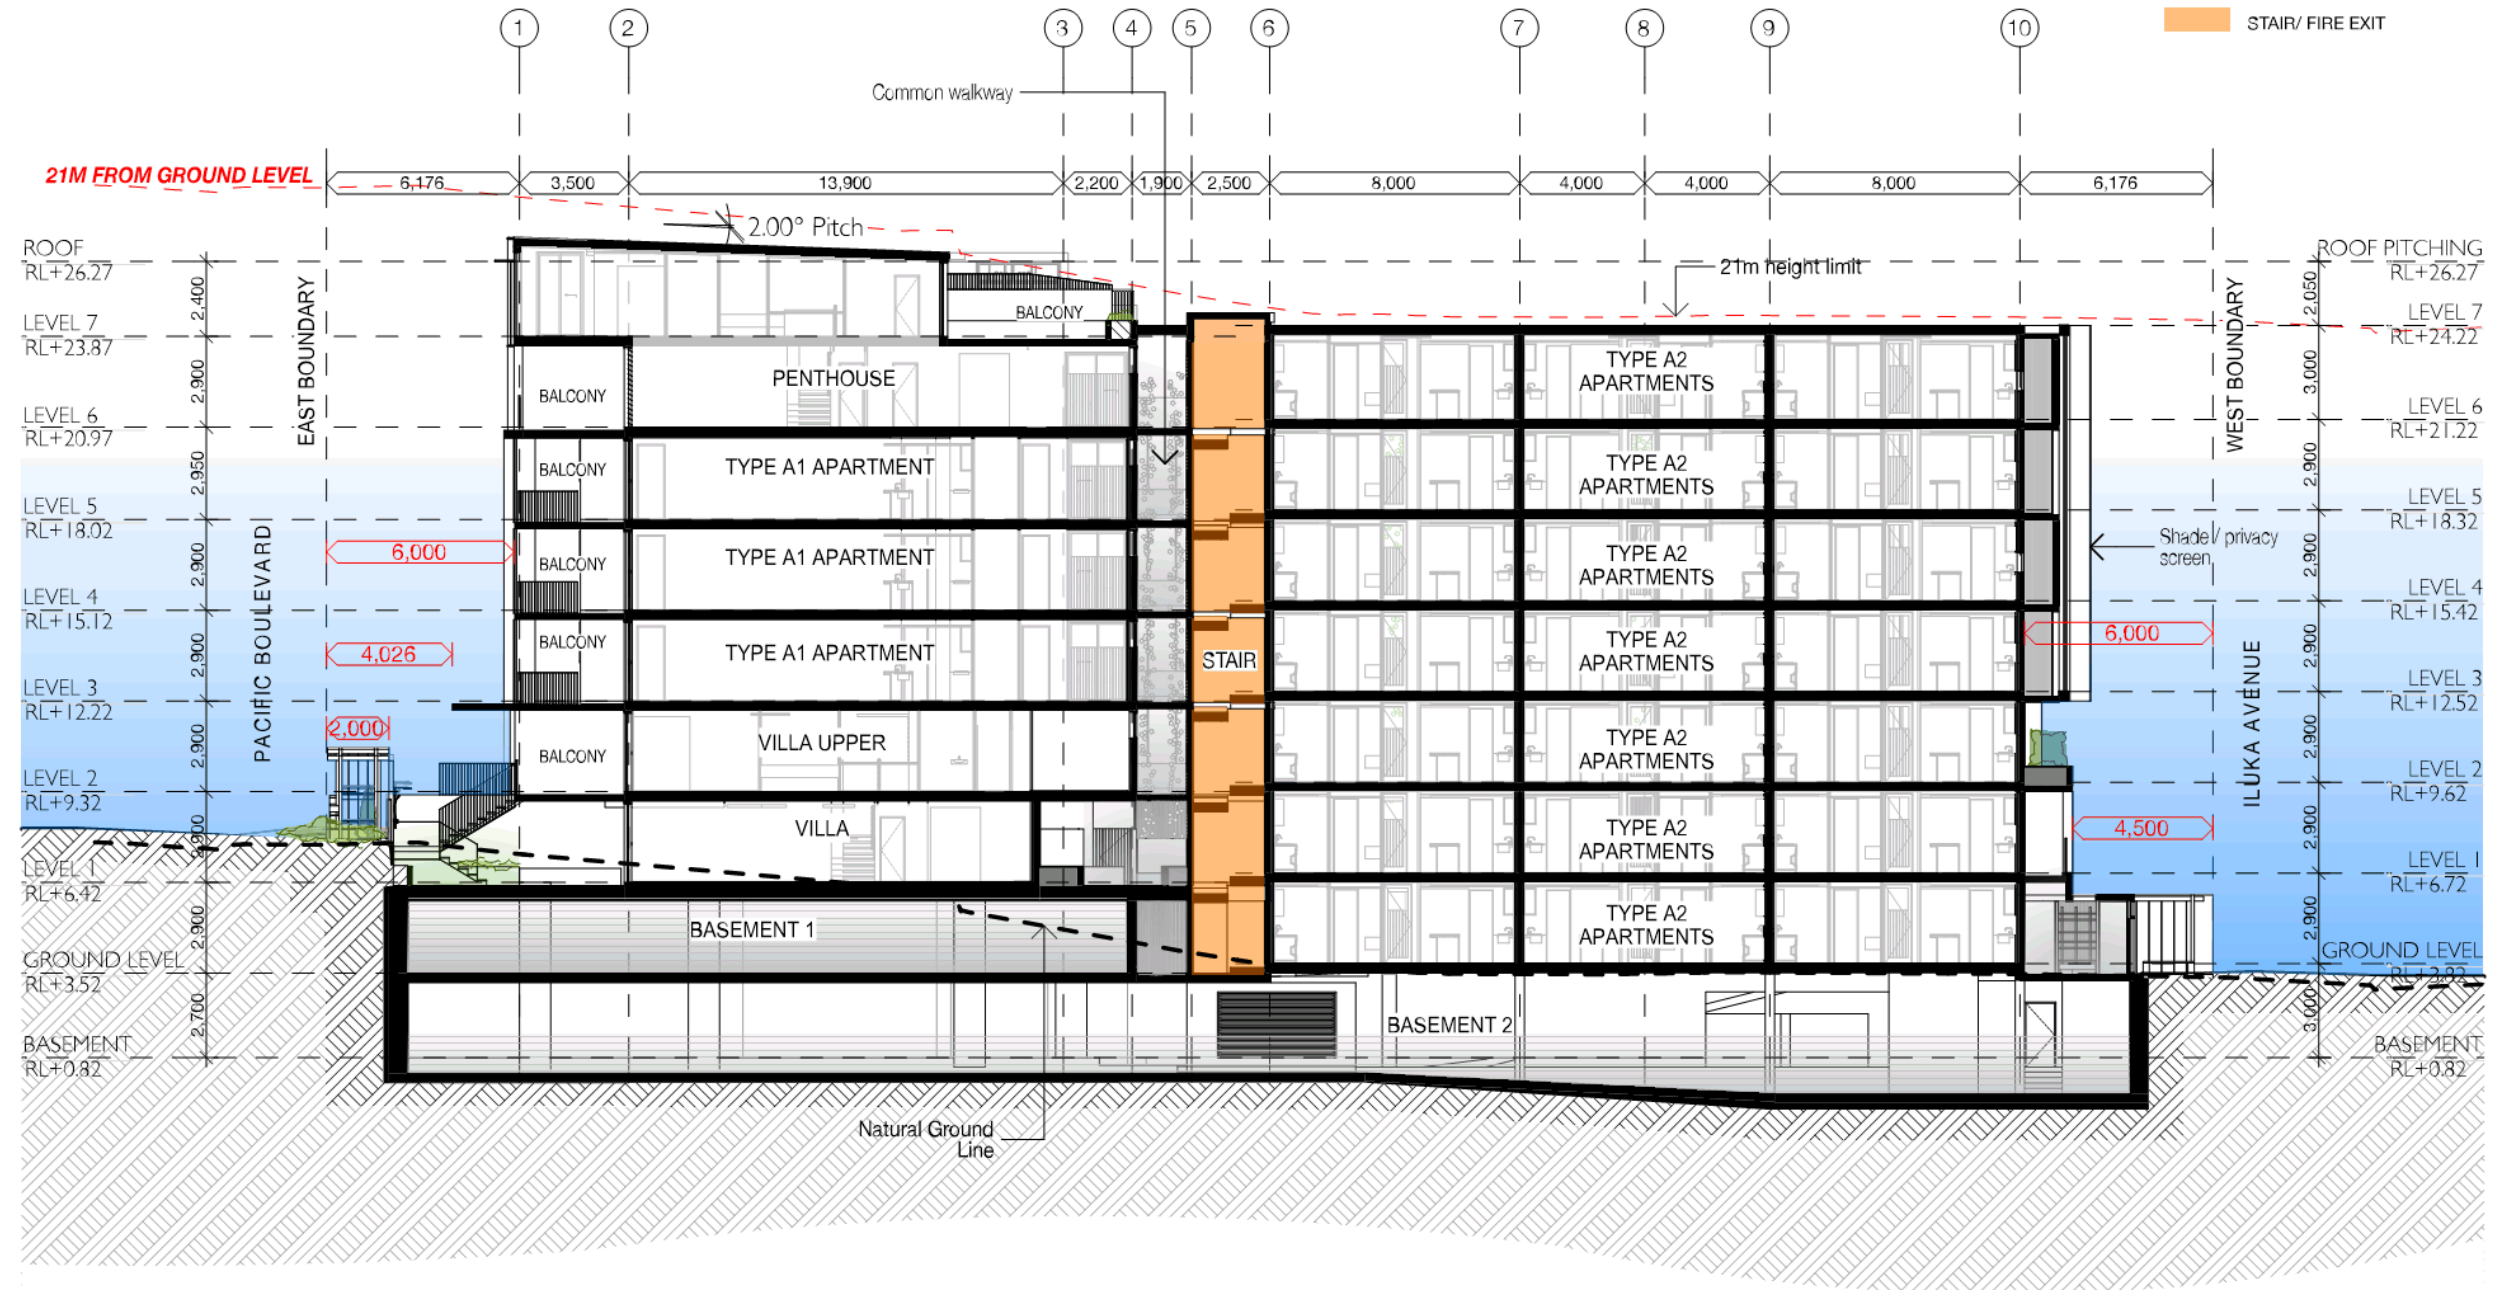 1 2 3 4 5 6 7 8 9 10
STAIR/ FIRE EXIT
Common walkway
21M FROM GROUND LEVEL
6,176 3,500 13,900 2,200 1,900 2,500 8,000 4,000 4,000 8,000 6,176
2.00° Pitch
21m height limit
ROOF
RL+26.27
2,400
LEVEL 7
RL+23.87
2,900
LEVEL 6
RL+20.97
2,950
LEVEL 5
RL+18.02
2,900
LEVEL 4
RL+15.12
2,900
LEVEL 3
RL+12.22
2,900
LEVEL 2
RL+9.32
2,900
LEVEL 1
RL+6.42
2,900
GROUND LEVEL
RL+3.52
2,700
BASEMENT
RL+0.82
EAST BOUNDARY
PACIFIC BOULEVARD
6,000
4,026
2,000
BALCONY
PENTHOUSE
BALCONY
BALCONY
TYPE A1 APARTMENT
BALCONY
TYPE A1 APARTMENT
BALCONY
TYPE A1 APARTMENT
BALCONY
VILLA UPPER
VILLA
BASEMENT 1
STAIR
TYPE A2
APARTMENTS
TYPE A2
APARTMENTS
TYPE A2
APARTMENTS
TYPE A2
APARTMENTS
TYPE A2
APARTMENTS
TYPE A2
APARTMENTS
TYPE A2
APARTMENTS
BASEMENT 2
Natural Ground
Line
Shade / privacy
screen
6,000
4,500
WEST BOUNDARY
ILUKA AVENUE
ROOF PITCHING
RL+26.27
2,050
LEVEL 7
RL+24.22
3,000
LEVEL 6
RL+21.22
2,900
LEVEL 5
RL+18.32
2,900
LEVEL 4
RL+15.42
2,900
LEVEL 3
RL+12.52
2,900
LEVEL 2
RL+9.62
2,900
LEVEL 1
RL+6.72
2,900
GROUND LEVEL
RL+3.82
3,000
BASEMENT
RL+0.82